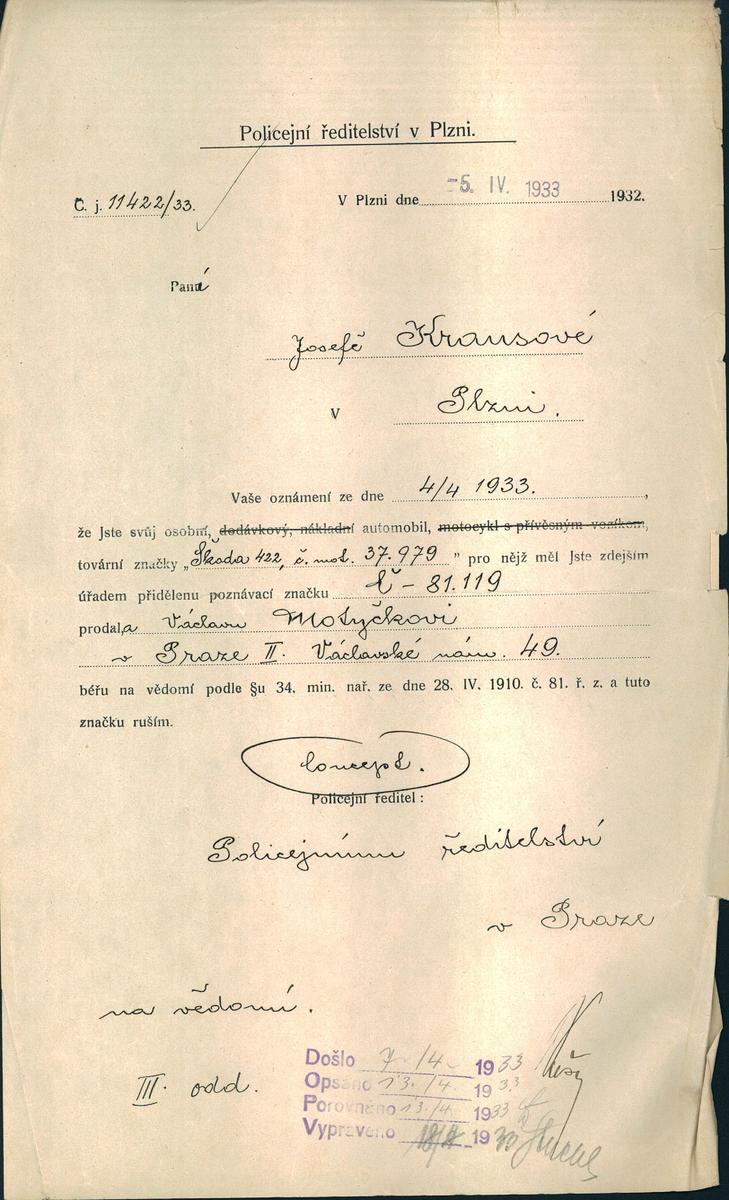 Policejní ředitelství v Plzni.
Č. j. 11422/33.
V Plzni dne -5. IV. 1933 1932.
Paní
Josefě Krausové
V Plzni.
Vaše oznámení ze dne 4/4 1933.,
že Jste svůj osobní, dodávkový, nákladní automobil, motocykl s přívěsným vozíkem,
tovární značky „Škoda 422, č. mot. 37.979" pro nějž měl Jste zdejším
úřadem přidělenu poznávací značku Č - 81.119
prodala Václavu Motyčkovi
v Praze II. Václavské nám. 49.
béřu na vědomí podle §u 34. min. nař. ze dne 28. IV. 1910. č. 81. ř. z. a tuto
značku ruším.
Concept.
Policejní ředitel:
Policejnímu ředitelství
v Praze
na vědomí.
III. odd.
Došlo 7/4 1933
Opsáno 13./4. 1933
Porovnáno 13./4 1933
Vypraveno 1933